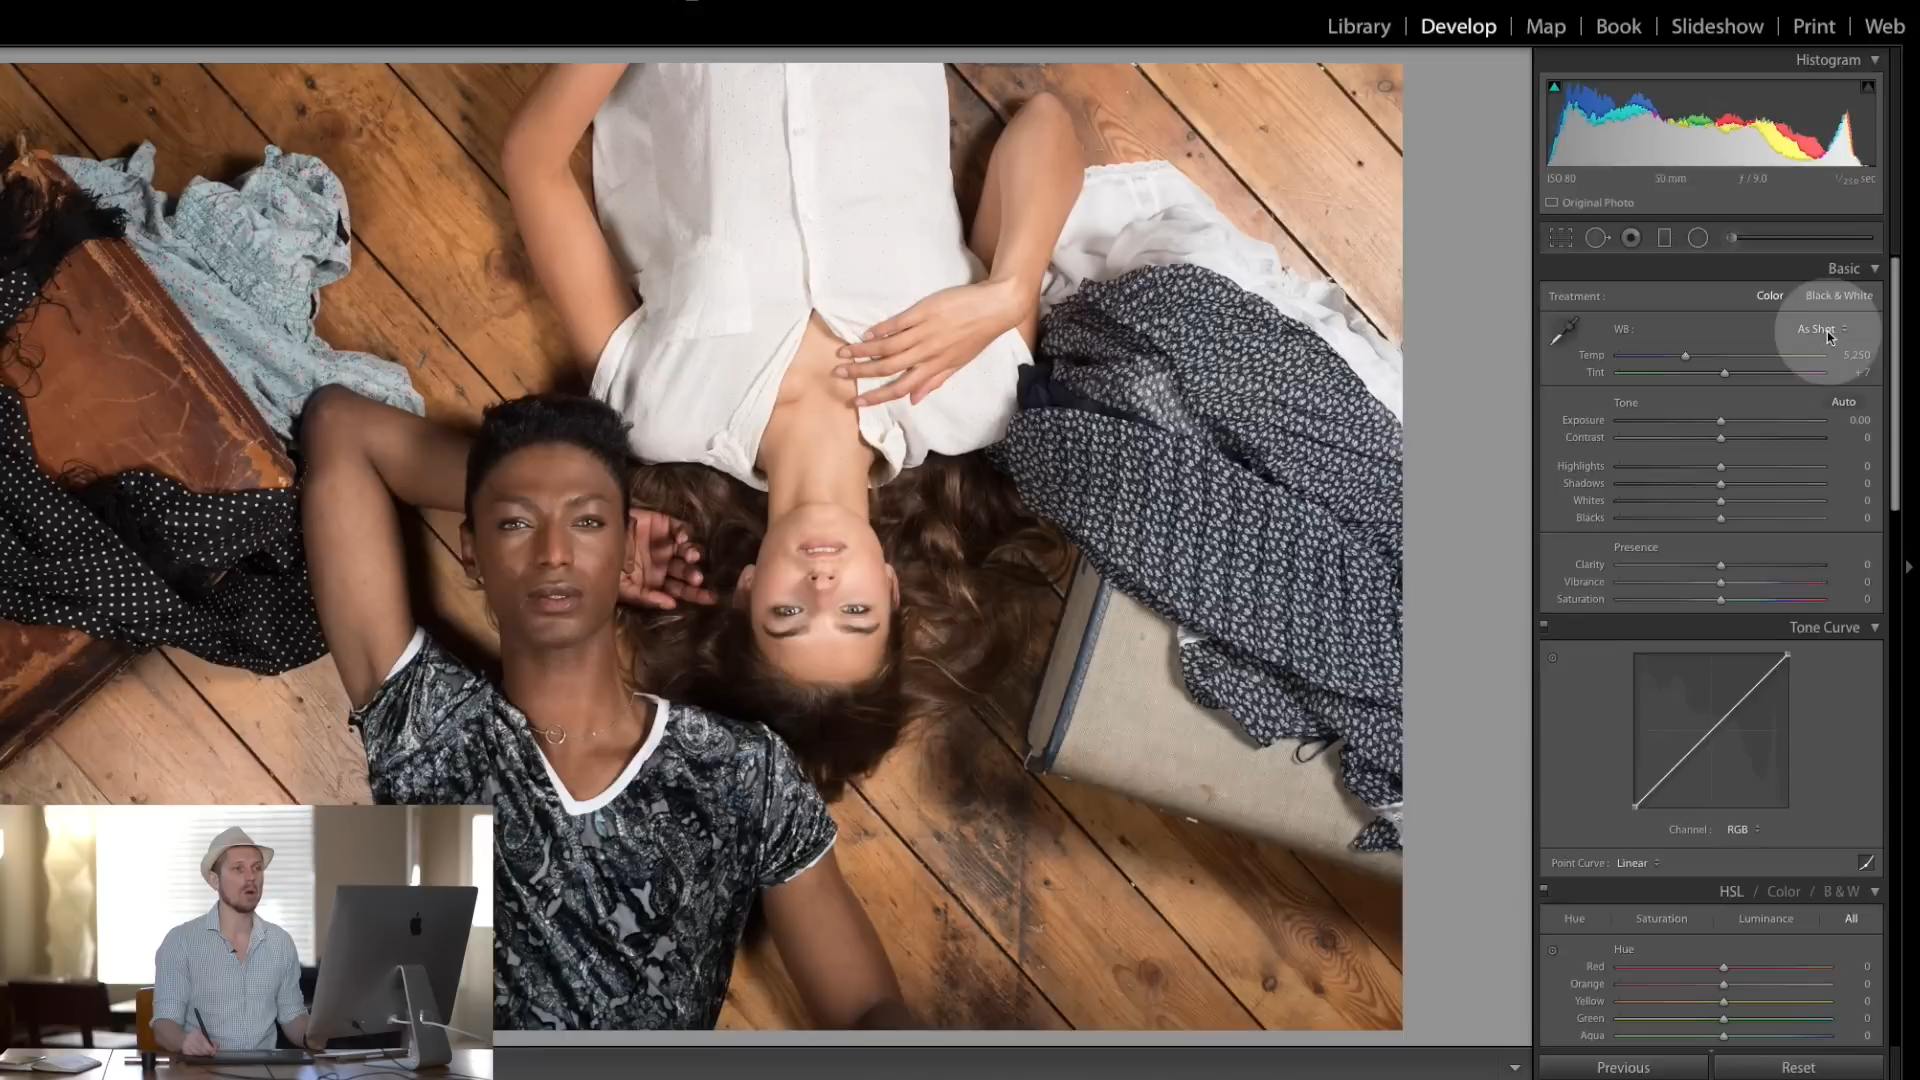 Library | Develop | Map | Book | Slideshow | Print | Web
Histogram
ISO 80 50 mm ƒ / 9.0 1/250 sec
Original Photo
Basic
Treatment : Color Black & White
WB : As Shot
Temp 5,250
Tint + 7
Tone Auto
Exposure 0.00
Contrast 0
Highlights 0
Shadows 0
Whites 0
Blacks 0
Presence
Clarity 0
Vibrance 0
Saturation 0
Tone Curve
Channel : RGB
Point Curve : Linear
HSL / Color / B & W
Hue Saturation Luminance All
Hue
Red 0
Orange 0
Yellow 0
Green 0
Aqua 0
Previous Reset